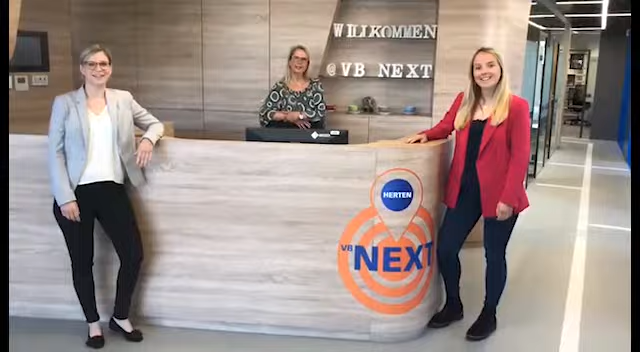 WILLKOMMEN
@ VB NEXT
HERTEN
VB
NEXT